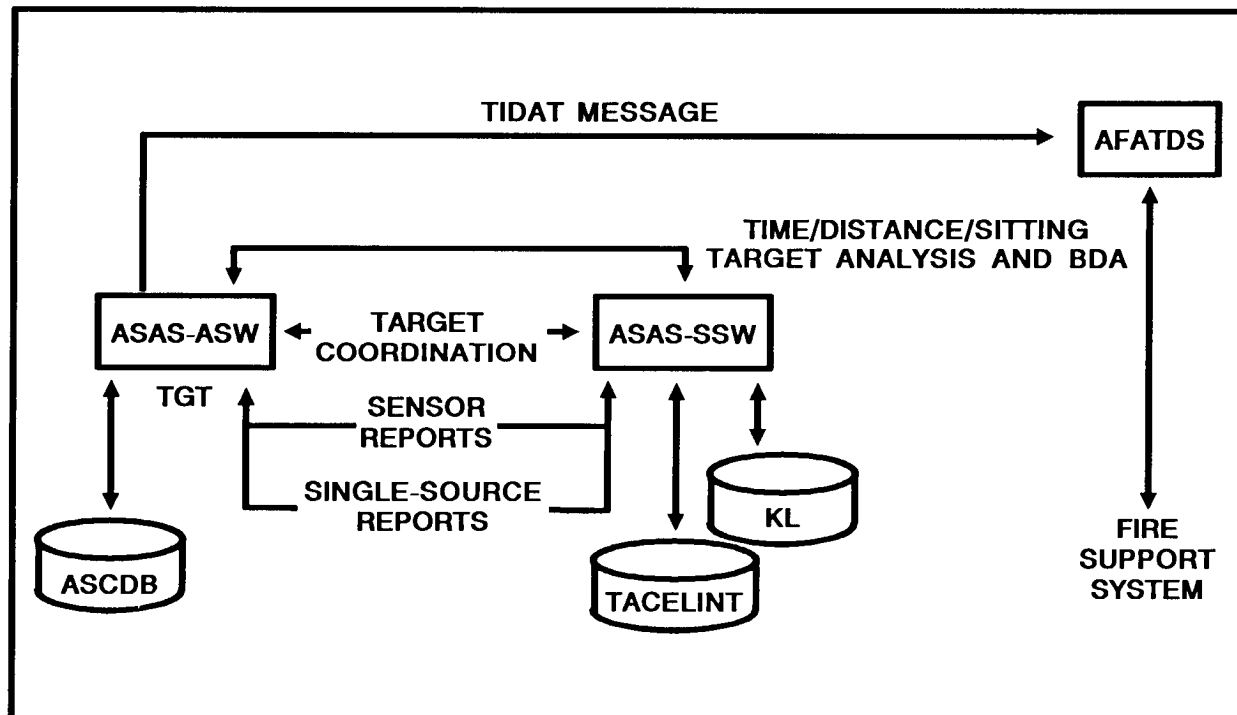 TIDAT MESSAGE
AFATDS
TIME/DISTANCE/SITTING
TARGET ANALYSIS AND BDA
ASAS-ASW
TARGET
COORDINATION
ASAS-SSW
TGT
SENSOR
REPORTS
SINGLE-SOURCE
REPORTS
KL
ASCDB
TACELINT
FIRE
SUPPORT
SYSTEM